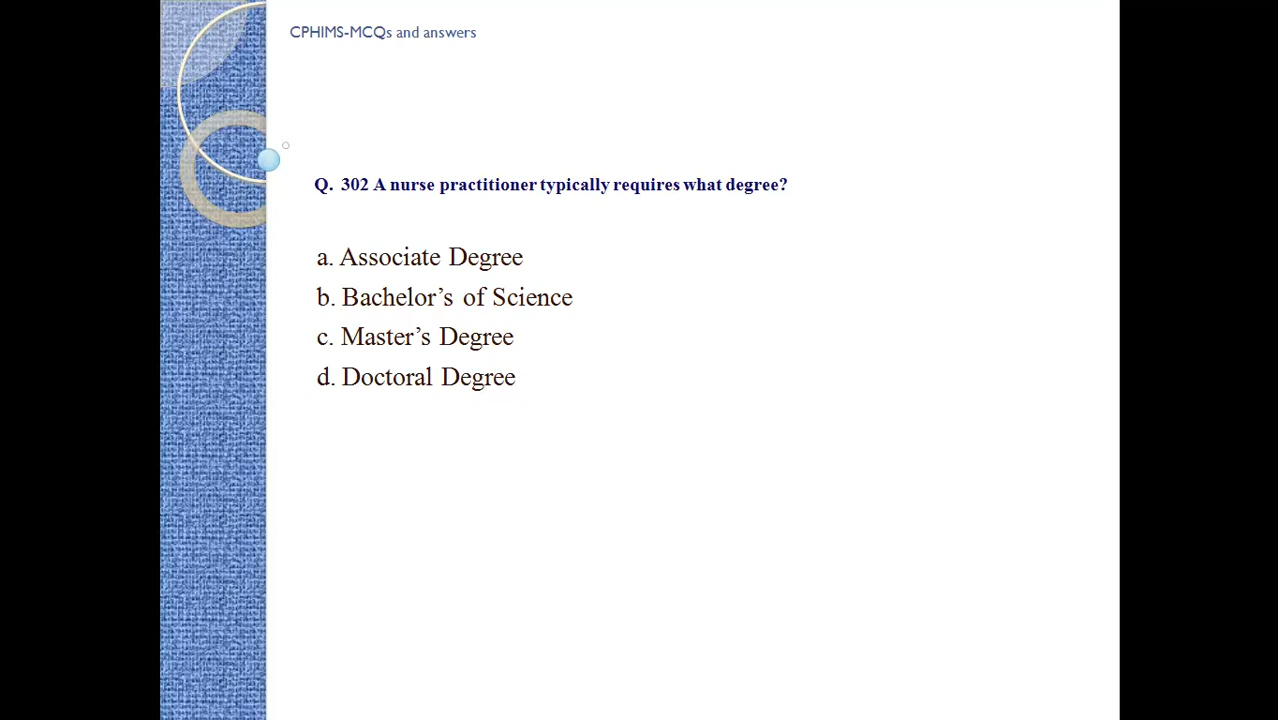 CPHIMS-MCQs and answers
Q. 302 A nurse practitioner typically requires what degree?
a. Associate Degree
b. Bachelor’s of Science
c. Master’s Degree
d. Doctoral Degree